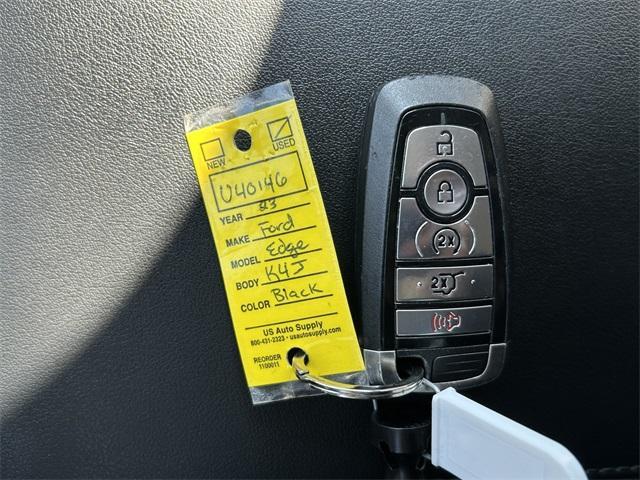 NEW USED
U40146
YEAR 23
MAKE Ford
MODEL Edge
BODY K4J
COLOR Black
US Auto Supply
800-431-2323 • usautosupply.com
REORDER
1100011
2x
2x